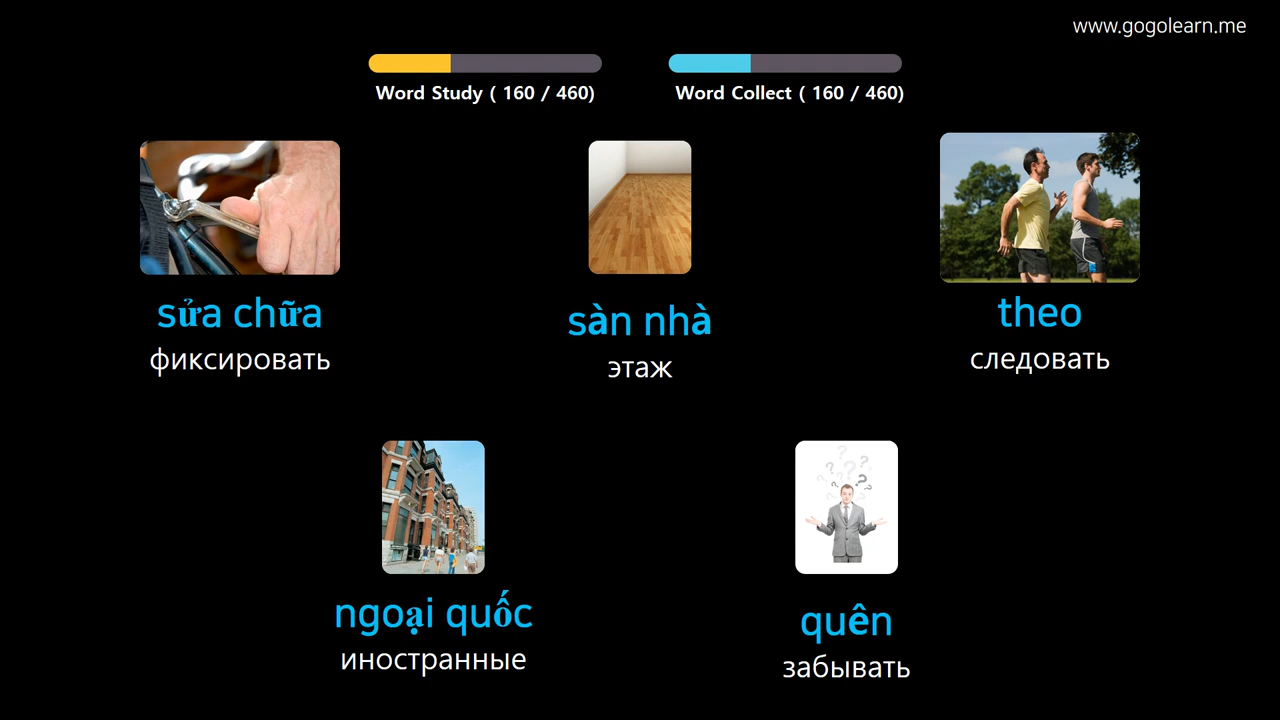 www.gogolearn.me
Word Study ( 160 / 460)
Word Collect ( 160 / 460)
sửa chữa
фиксировать
sàn nhà
этаж
theo
следовать
ngoại quốc
иностранные
quên
забывать